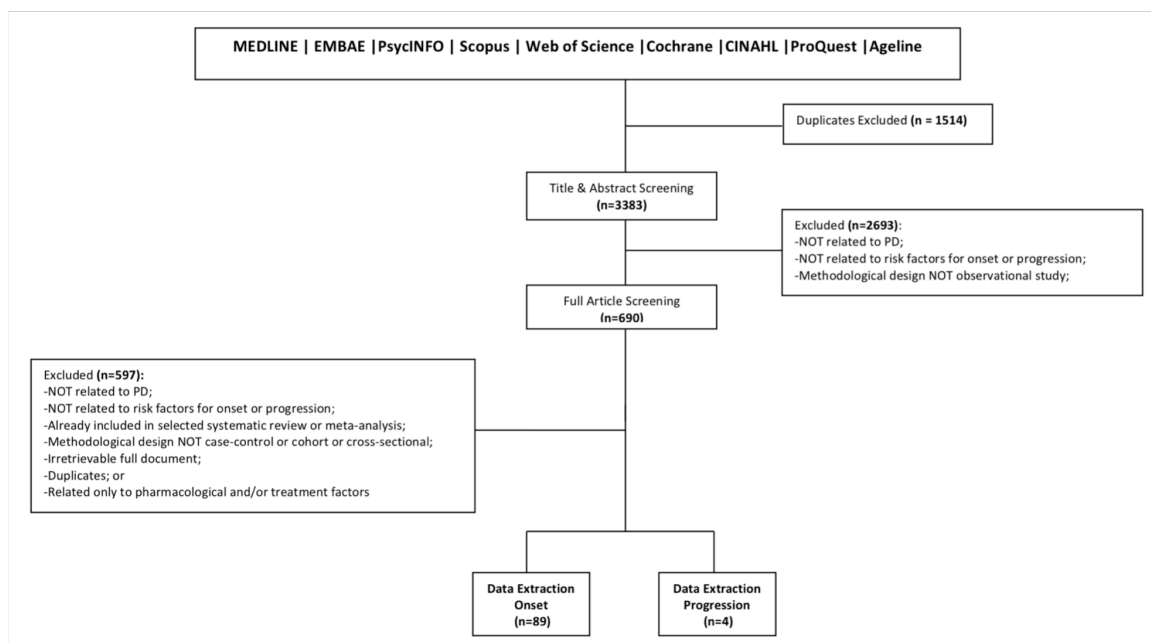 MEDLINE | EMBAE |PsycINFO | Scopus | Web of Science |Cochrane |CINAHL |ProQuest |Ageline
Duplicates Excluded (n = 1514)
Title & Abstract Screening
(n=3383)
Excluded (n=2693):
-NOT related to PD;
-NOT related to risk factors for onset or progression;
-Methodological design NOT observational study;
Full Article Screening
(n=690)
Excluded (n=597):
-NOT related to PD;
-NOT related to risk factors for onset or progression;
-Already included in selected systematic review or meta-analysis;
-Methodological design NOT case-control or cohort or cross-sectional;
-Irretrievable full document;
-Duplicates; or
-Related only to pharmacological and/or treatment factors
Data Extraction
Onset
(n=89)
Data Extraction
Progression
(n=4)